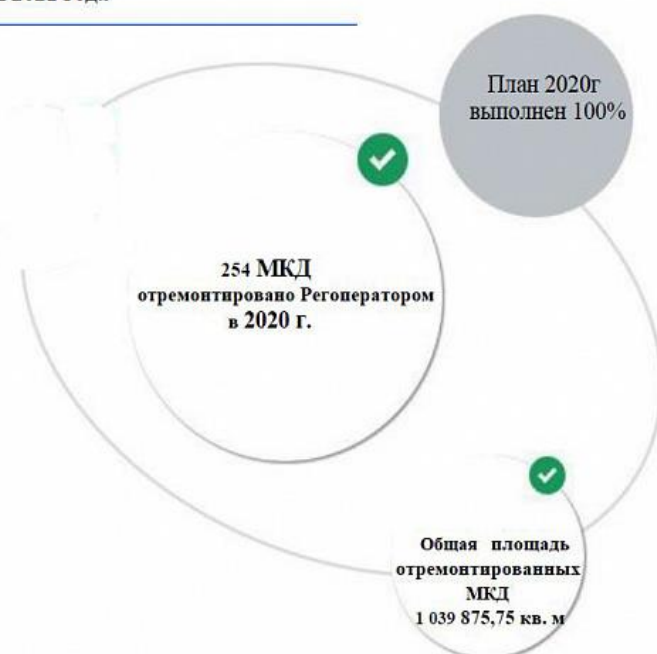 План 2020г
выполнен 100%
254 МКД
отремонтировано Регоператором
в 2020 г.
Общая площадь
отремонтированных
МКД
1 039 875,75 кв. м